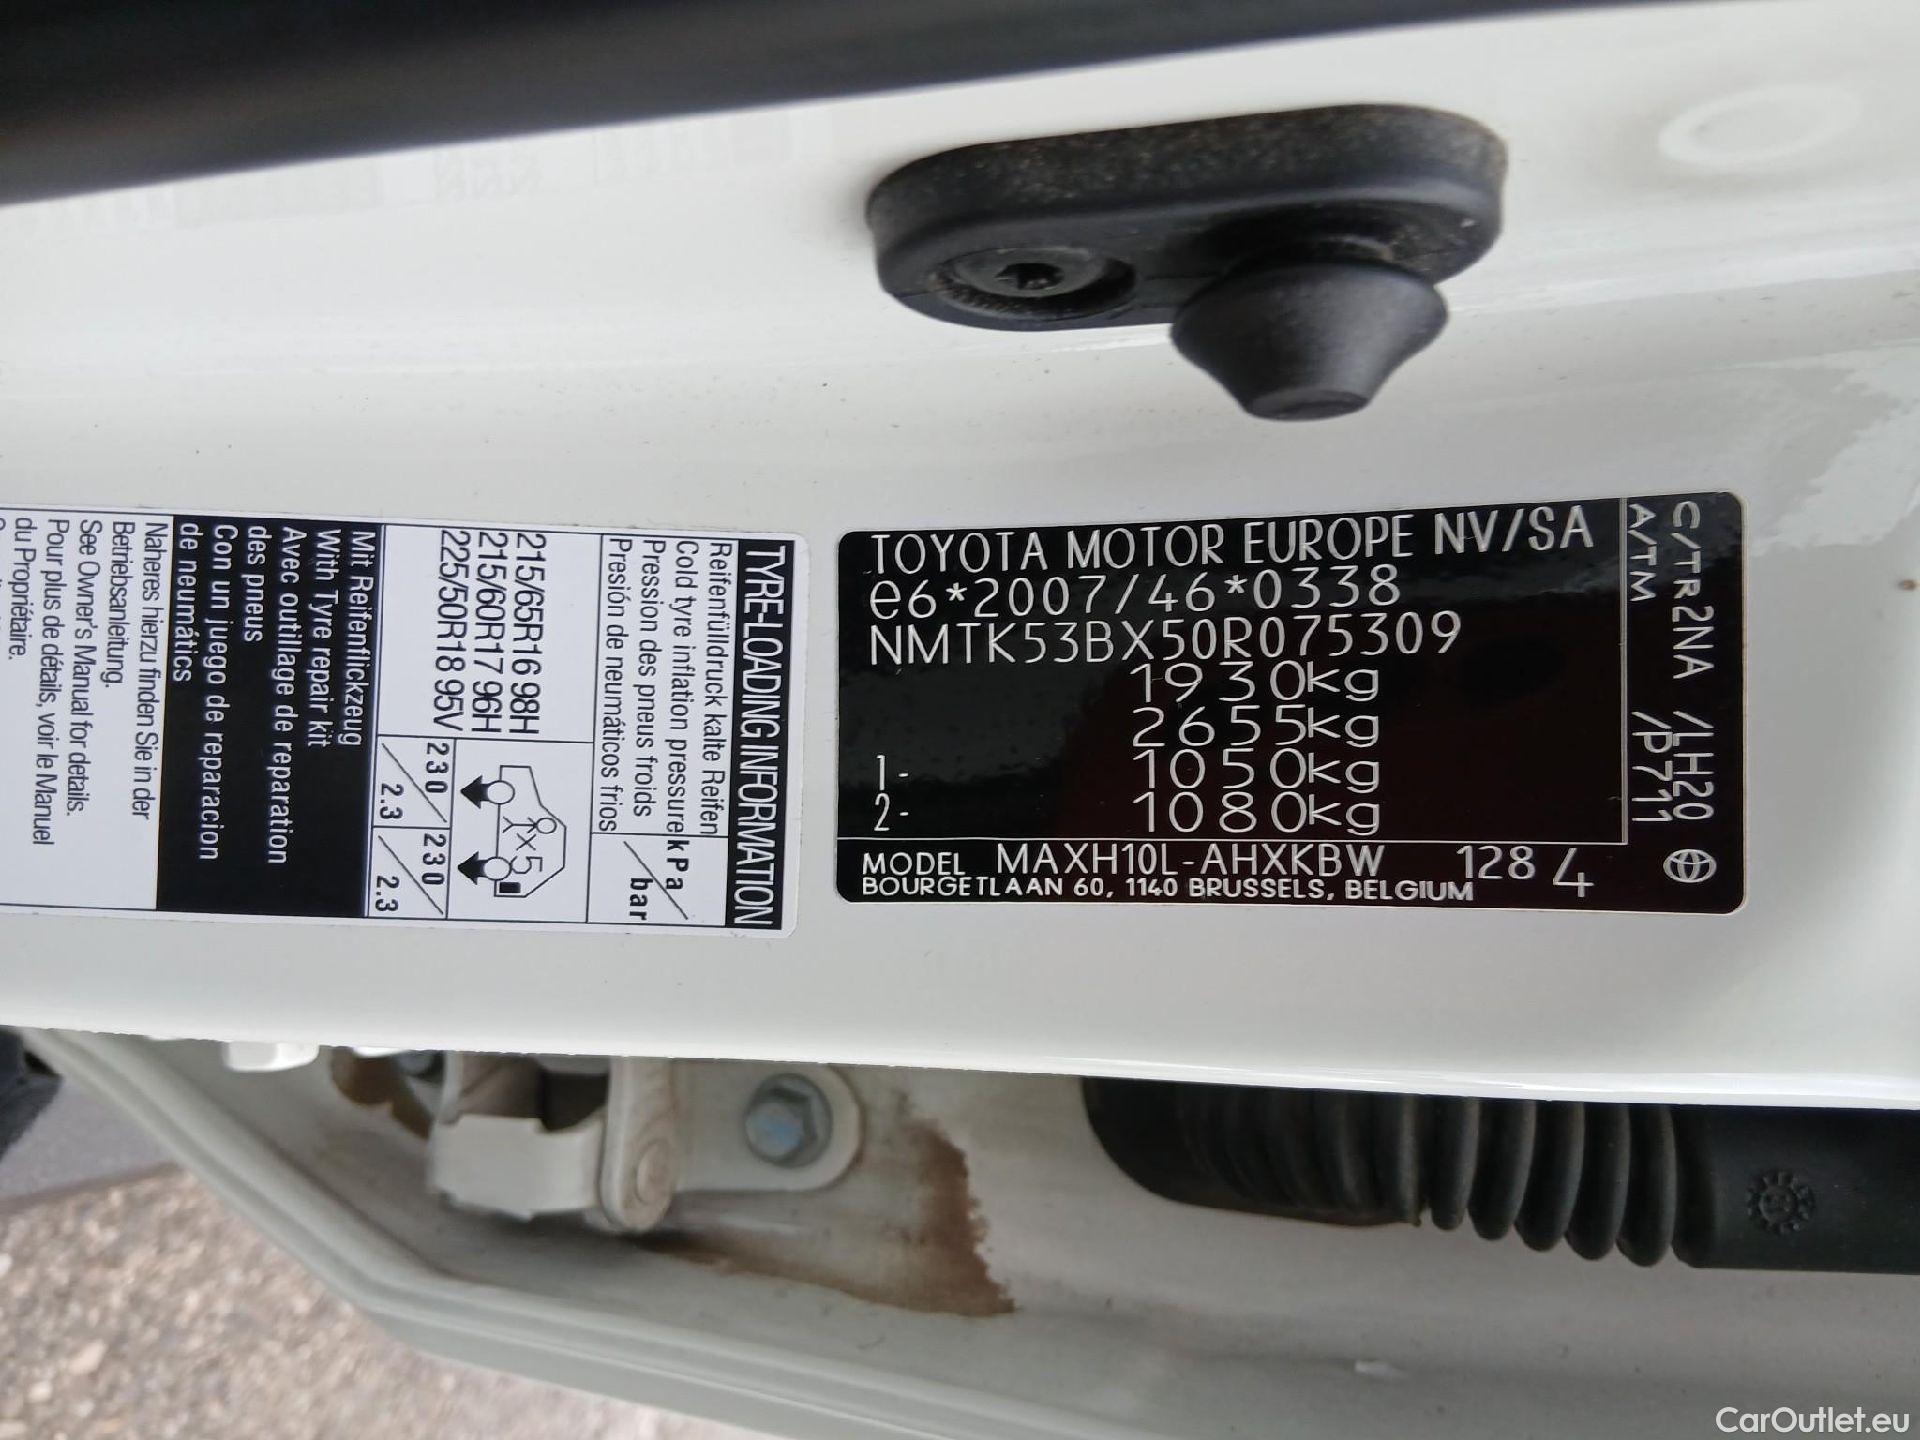 TOYOTA MOTOR EUROPE NV/SA
e6*2007/46*0338
NMTK53BX50R075309
1930kg
2655kg
1- 1050kg
2- 1080kg
MODEL MAXH10L-AHXKBW 128 4
BOURGETLAAN 60, 1140 BRUSSELS, BELGIUM
C/TR2NA /LH20
A/TM /P711
TYRE-LOADING INFORMATION
Reifenfülldruck kalte Reifen
Cold tyre inflation pressure
Pression des pneus froids
Presión de neumáticos frios
kPa/
/bar
215/65R16 98H
215/60R17 96H
225/50R18 95V
x5
230/2.3
230/2.3
Mit Reifenflickzeug
With Tyre repair kit
Avec outillage de reparation
des pneus
Con un juego de reparacion
de neumátics
Naheres hierzu finden Sie in der
Betriebsanleitung.
See Owner's Manual for details.
Pour plus de détails, voir le Manuel
du Propriétaire.
CarOutlet.eu